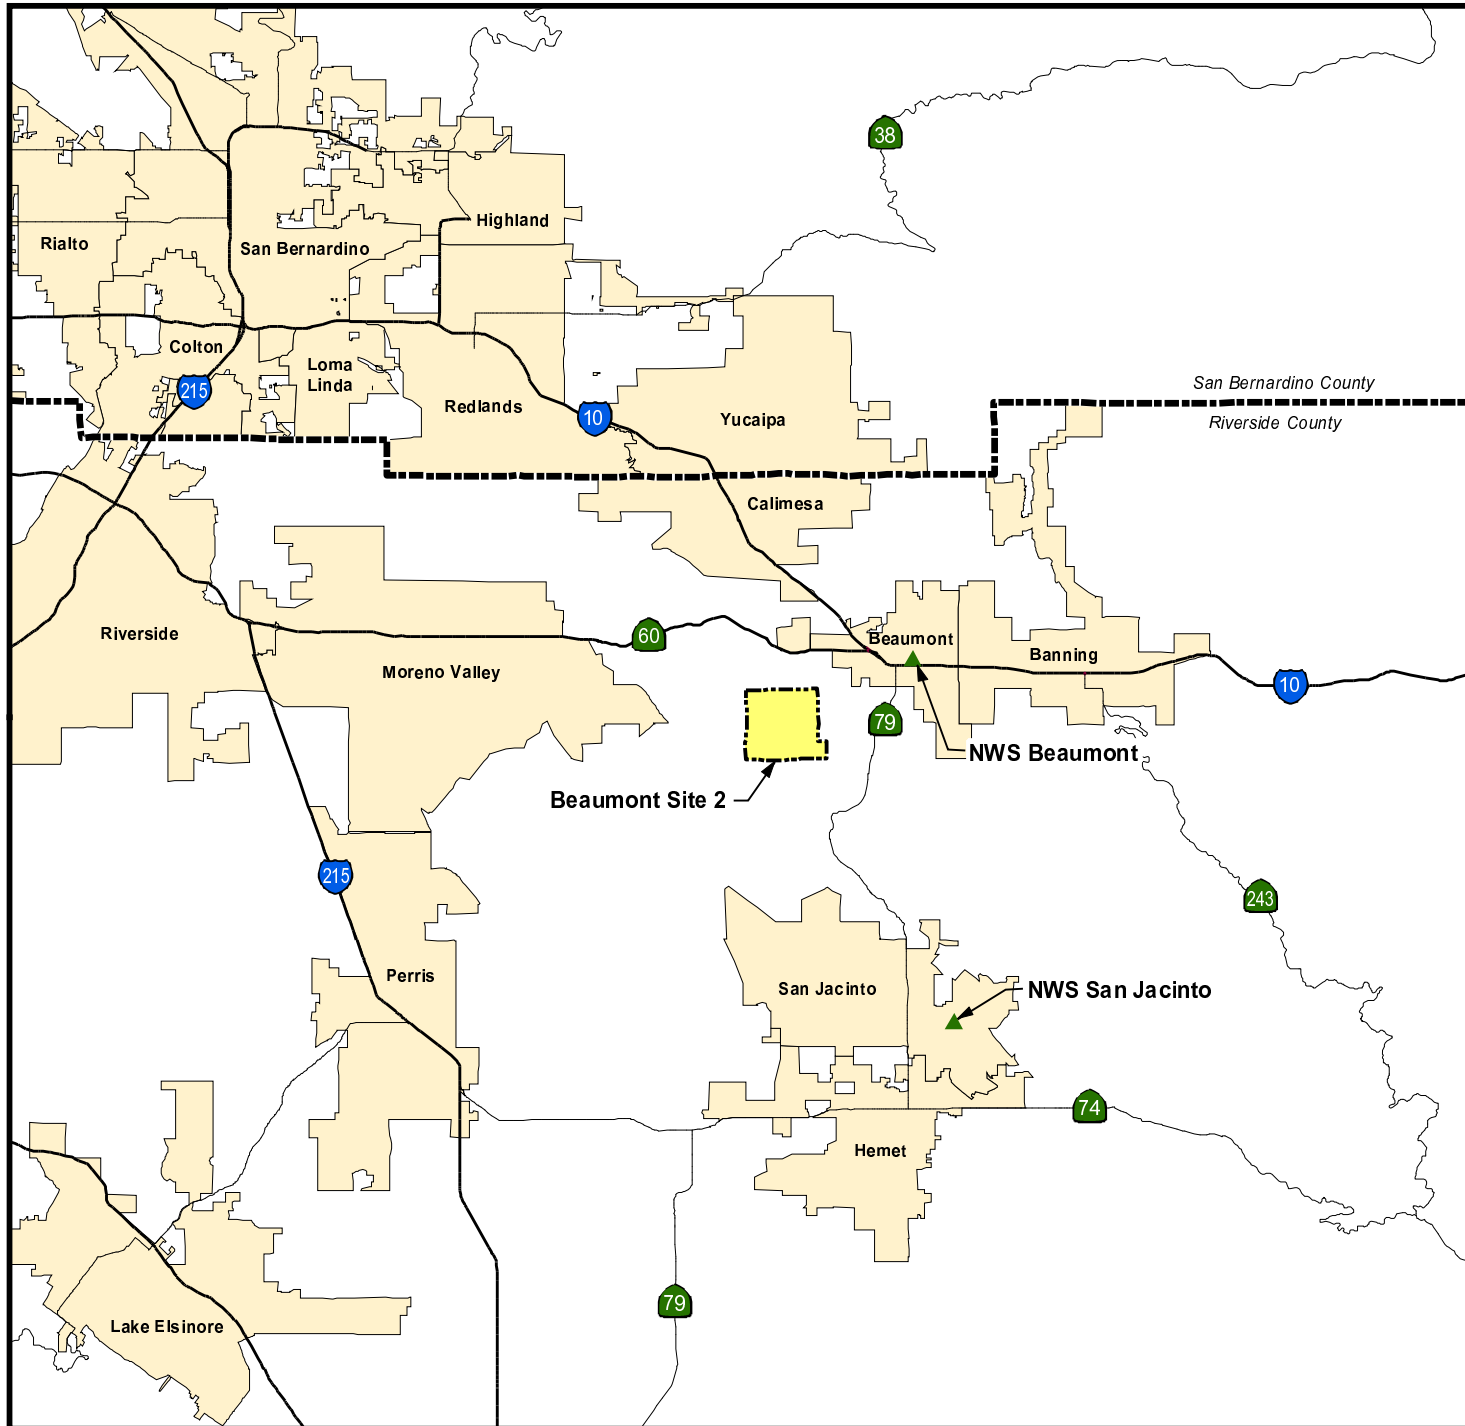 38
Highland
Rialto
San Bernardino
Colton
Loma
Linda
215
Redlands
10
Yucaipa
San Bernardino County
Riverside County
Calimesa
Riverside
60
Beaumont
Banning
Moreno Valley
10
79
NWS Beaumont
Beaumont Site 2
215
243
Perris
San Jacinto
NWS San Jacinto
74
Hemet
79
Lake Elsinore